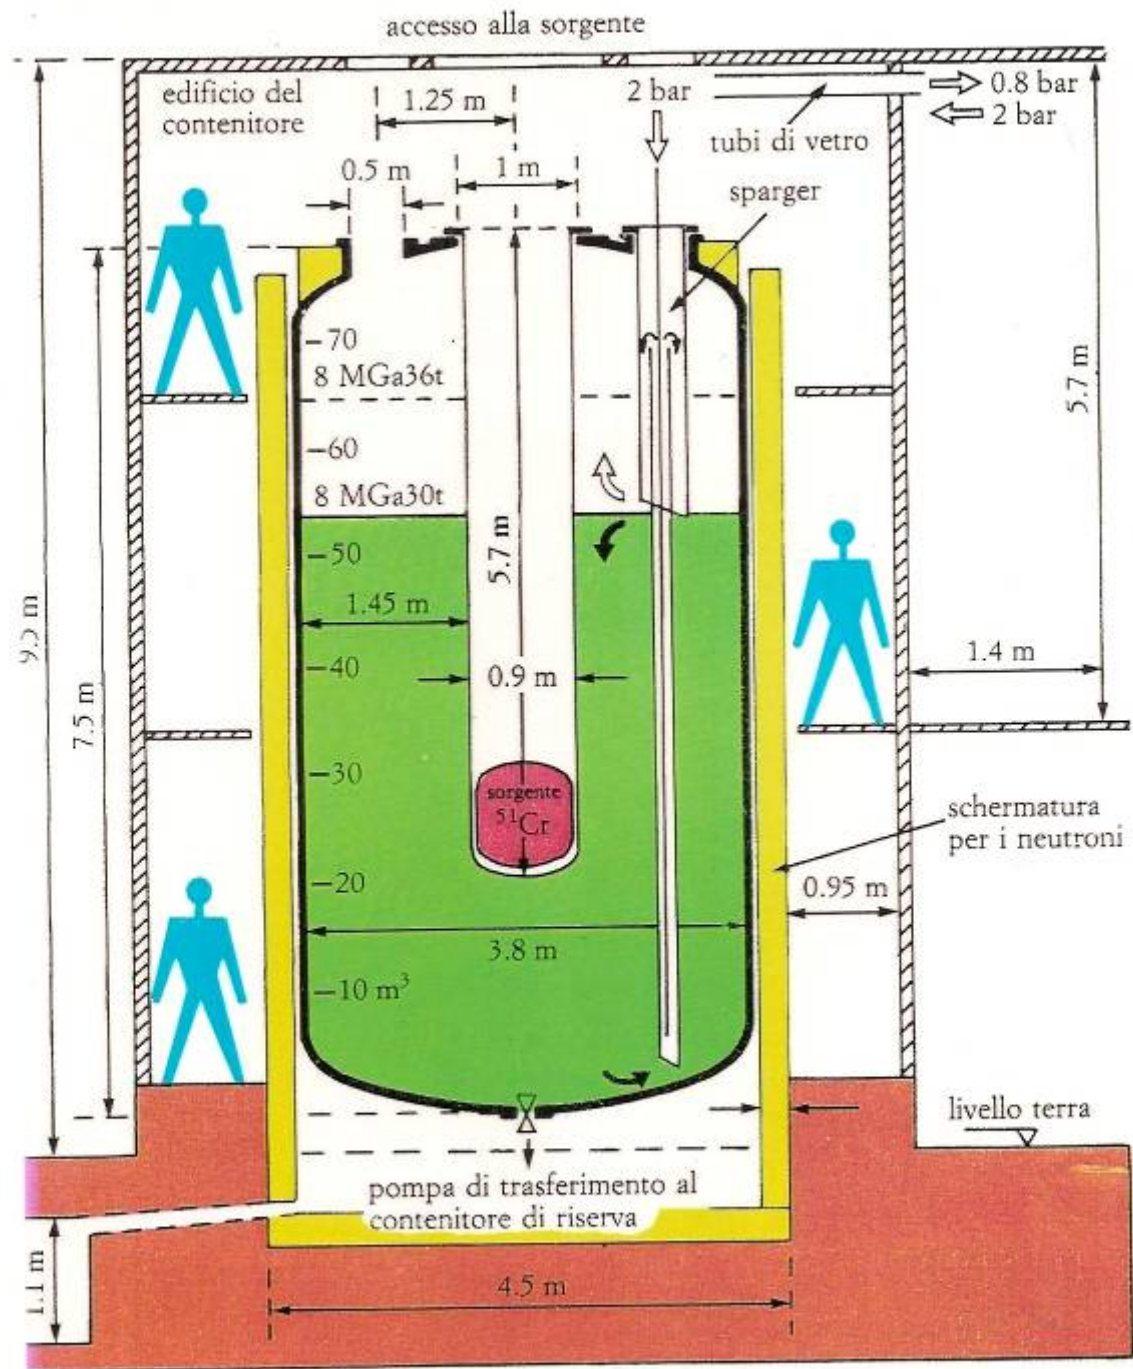 accesso alla sorgente
edificio del
contenitore
1.25 m
2 bar
0.8 bar
2 bar
tubi di vetro
0.5 m
1 m
sparger
–70
8 MGa36t
–60
8 MGa30t
5.7 m
5.7 m
–50
1.45 m
–40
0.9 m
1.4 m
7.5 m
–30
sorgente
⁵¹Cr
schermatura
per i neutroni
–20
0.95 m
3.8 m
–10 m³
livello terra
pompa di trasferimento al
contenitore di riserva
1.1 m
4.5 m